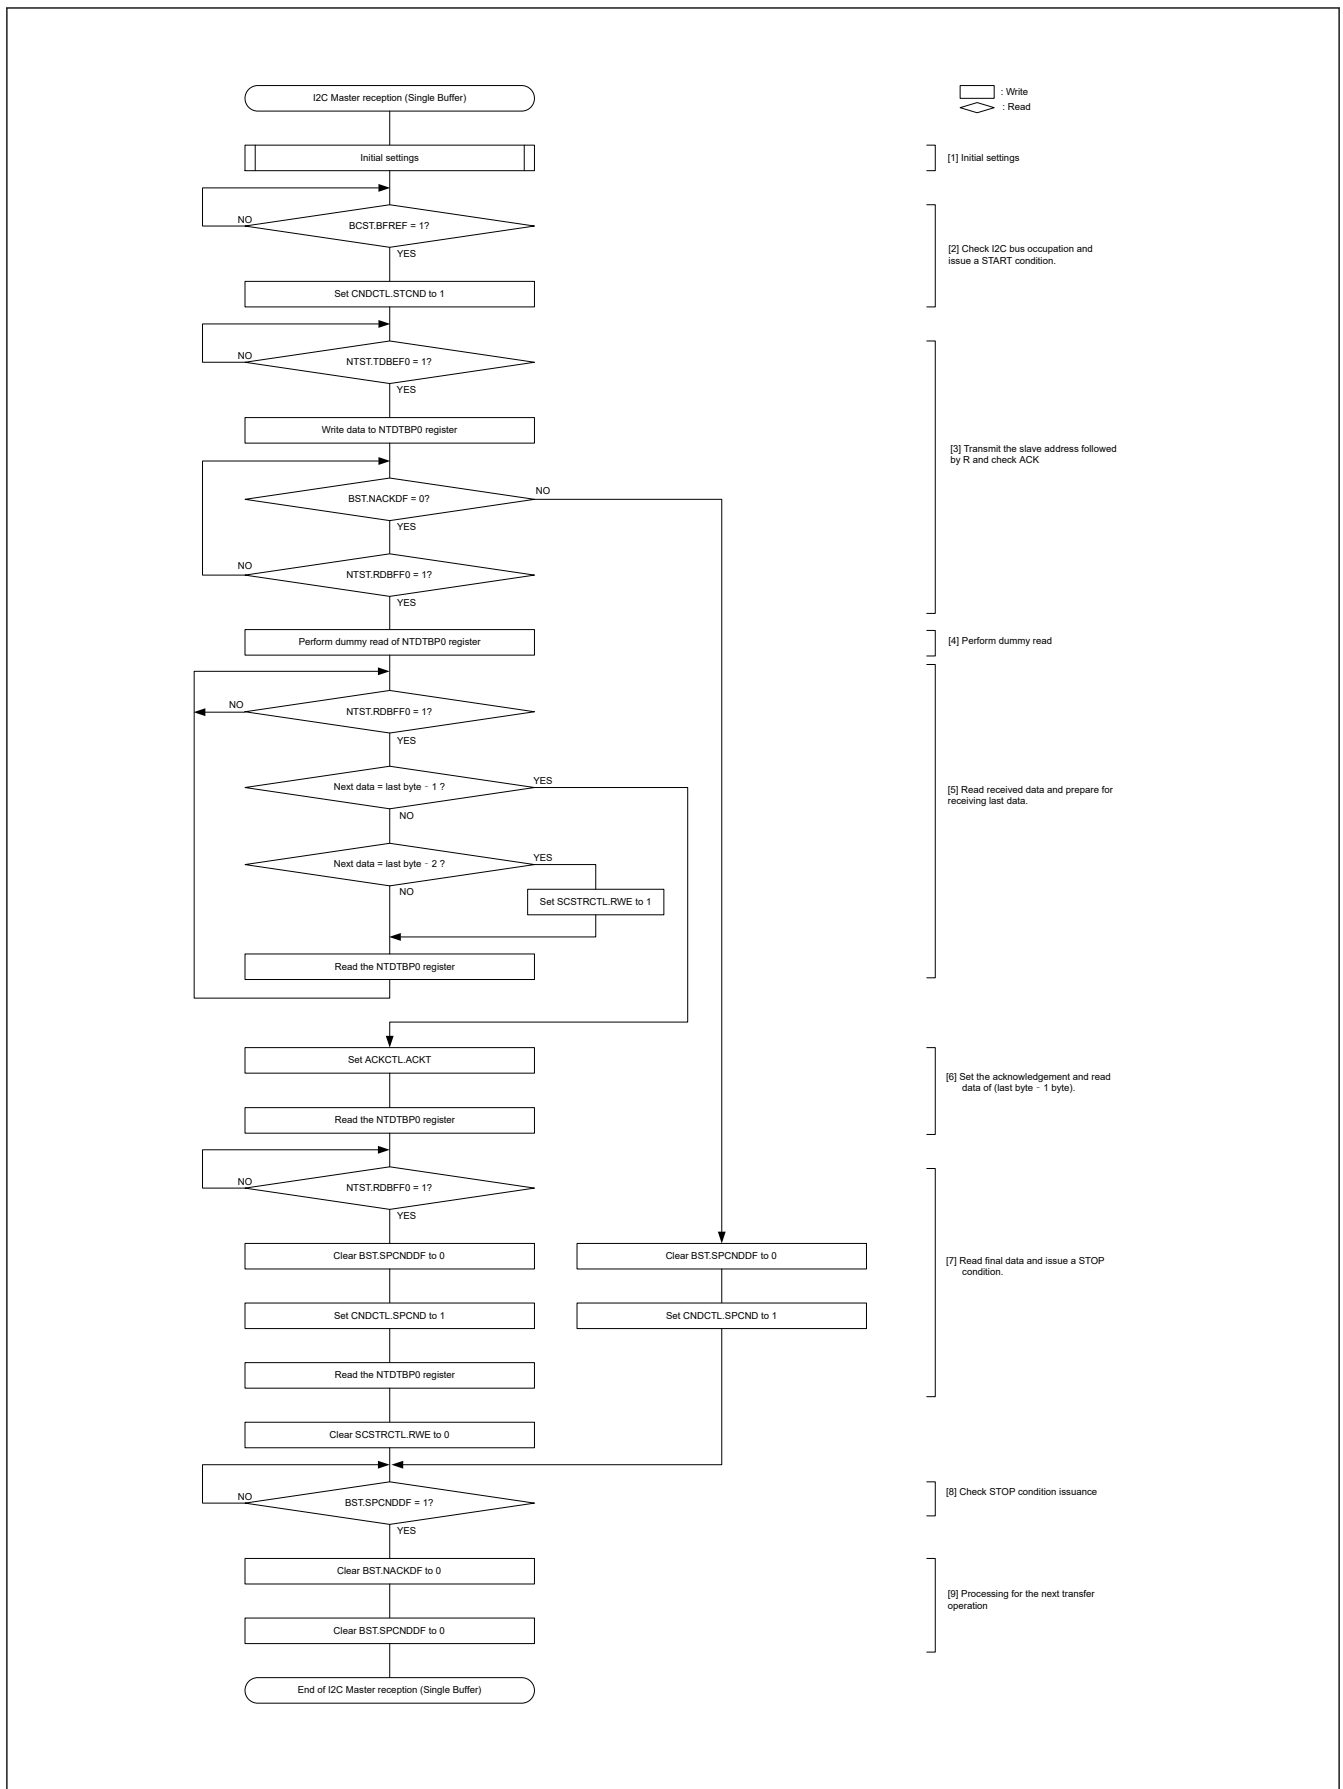 I2C Master reception (Single Buffer)
: Write
: Read
Initial settings
[1] Initial settings
NO
BCST.BFREF = 1?
YES
[2] Check I2C bus occupation and
issue a START condition.
Set CNDCTL.STCND to 1
NO
NTST.TDBEF0 = 1?
YES
Write data to NTDTBP0 register
[3] Transmit the slave address followed
by R and check ACK
BST.NACKDF = 0?
NO
YES
NO
NTST.RDBFF0 = 1?
YES
Perform dummy read of NTDTBP0 register
[4] Perform dummy read
NO
NTST.RDBFF0 = 1?
YES
Next data = last byte - 1 ?
YES
NO
[5] Read received data and prepare for
receiving last data.
Next data = last byte - 2 ?
YES
NO
Set SCSTRCTL.RWE to 1
Read the NTDTBP0 register
Set ACKCTL.ACKT
[6] Set the acknowledgement and read
data of (last byte - 1 byte).
Read the NTDTBP0 register
NO
NTST.RDBFF0 = 1?
YES
Clear BST.SPCNDDF to 0
Clear BST.SPCNDDF to 0
[7] Read final data and issue a STOP
condition.
Set CNDCTL.SPCND to 1
Set CNDCTL.SPCND to 1
Read the NTDTBP0 register
Clear SCSTRCTL.RWE to 0
NO
BST.SPCNDDF = 1?
YES
[8] Check STOP condition issuance
Clear BST.NACKDF to 0
[9] Processing for the next transfer
operation
Clear BST.SPCNDDF to 0
End of I2C Master reception (Single Buffer)